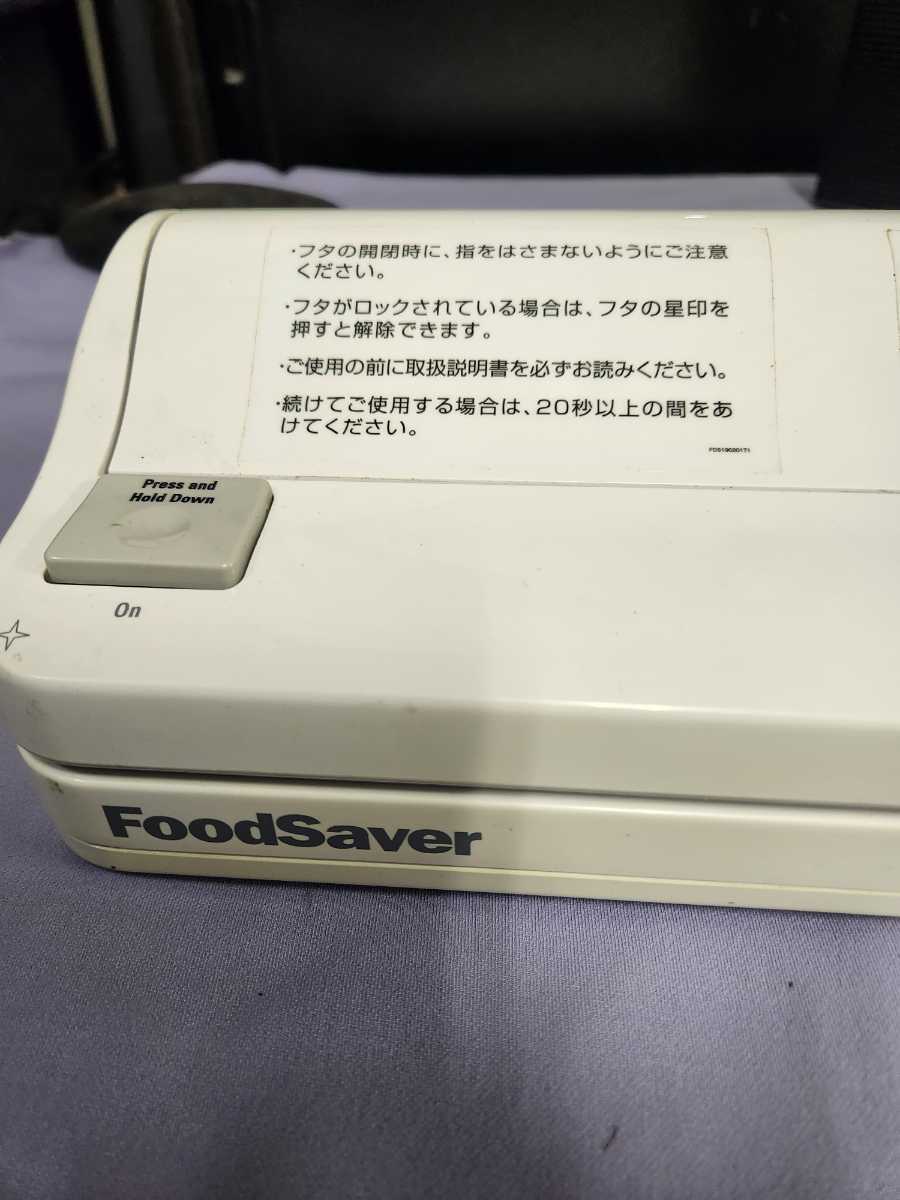 ・フタの開閉時に、指をはさまないようにご注意
ください。
・フタがロックされている場合は、フタの星印を
押すと解除できます。
・ご使用の前に取扱説明書を必ずお読みください。
・続けてご使用する場合は、20秒以上の間をあ
けてください。
FDS19020171
Press and
Hold Down
On
FoodSaver